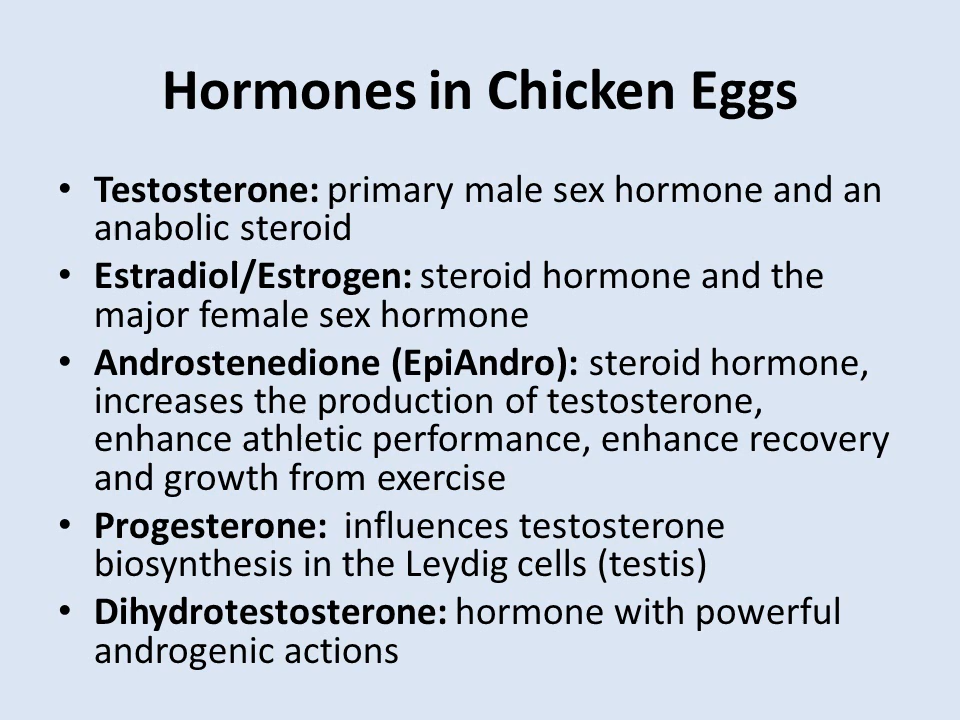 Hormones in Chicken Eggs
• Testosterone: primary male sex hormone and an
anabolic steroid
• Estradiol/Estrogen: steroid hormone and the
major female sex hormone
• Androstenedione (EpiAndro): steroid hormone,
increases the production of testosterone,
enhance athletic performance, enhance recovery
and growth from exercise
• Progesterone:  influences testosterone
biosynthesis in the Leydig cells (testis)
• Dihydrotestosterone: hormone with powerful
androgenic actions